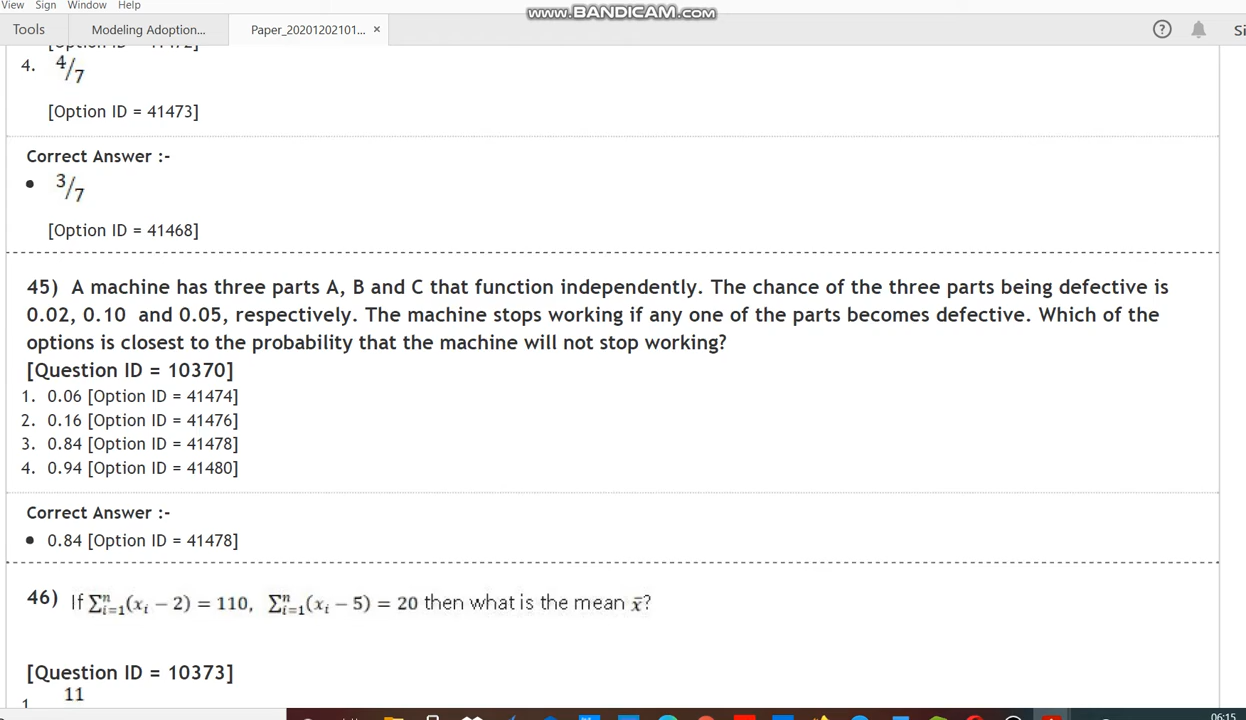 View Sign Window Help
www.BANDICAM.com
Tools Modeling Adoption... Paper_20201202101... × ? Si
4. 4/7
[Option ID = 41473]
Correct Answer :-
• 3/7
[Option ID = 41468]
45) A machine has three parts A, B and C that function independently. The chance of the three parts being defective is
0.02, 0.10 and 0.05, respectively. The machine stops working if any one of the parts becomes defective. Which of the
options is closest to the probability that the machine will not stop working?
[Question ID = 10370]
1. 0.06 [Option ID = 41474]
2. 0.16 [Option ID = 41476]
3. 0.84 [Option ID = 41478]
4. 0.94 [Option ID = 41480]
Correct Answer :-
• 0.84 [Option ID = 41478]
46) If ∑ⁿᵢ₌₁(xᵢ − 2) = 110, ∑ⁿᵢ₌₁(xᵢ − 5) = 20 then what is the mean x̄?
[Question ID = 10373]
1 11
06:15